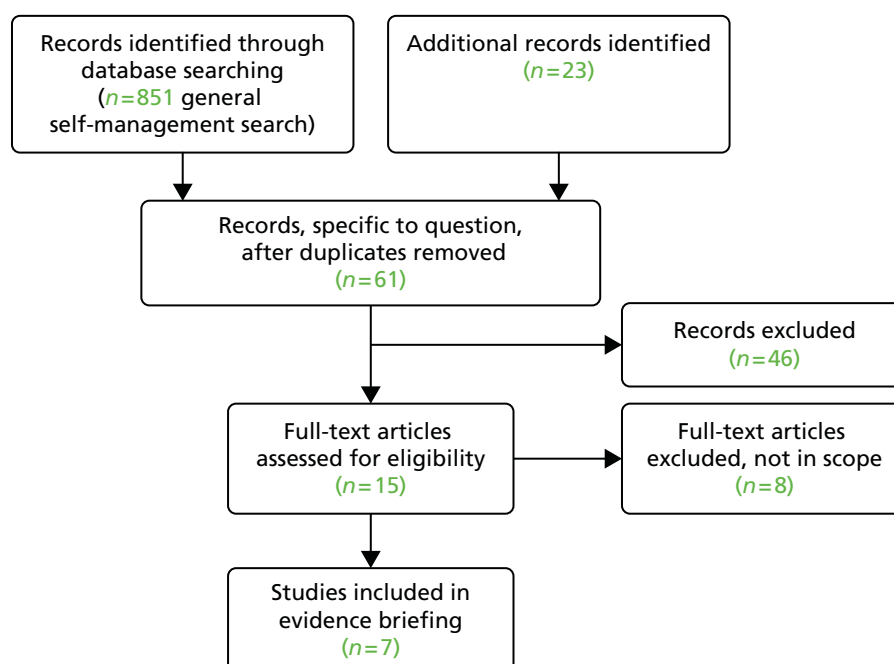 Records identified through
database searching
(n=851 general
self-management search)
Additional records identified
(n=23)
Records, specific to question,
after duplicates removed
(n=61)
Records excluded
(n=46)
Full-text articles
assessed for eligibility
(n=15)
Full-text articles
excluded, not in scope
(n=8)
Studies included in
evidence briefing
(n=7)